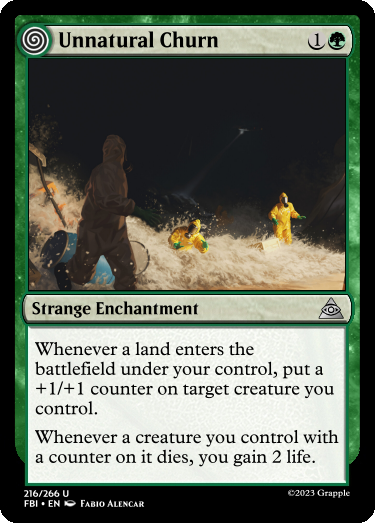 Unnatural Churn 1
Strange Enchantment
Whenever a land enters the
battlefield under your control, put a
+1/+1 counter on target creature you
control.
Whenever a creature you control with
a counter on it dies, you gain 2 life.
216/266 U
FBI • EN Fabio Alencar
©2023 Grapple